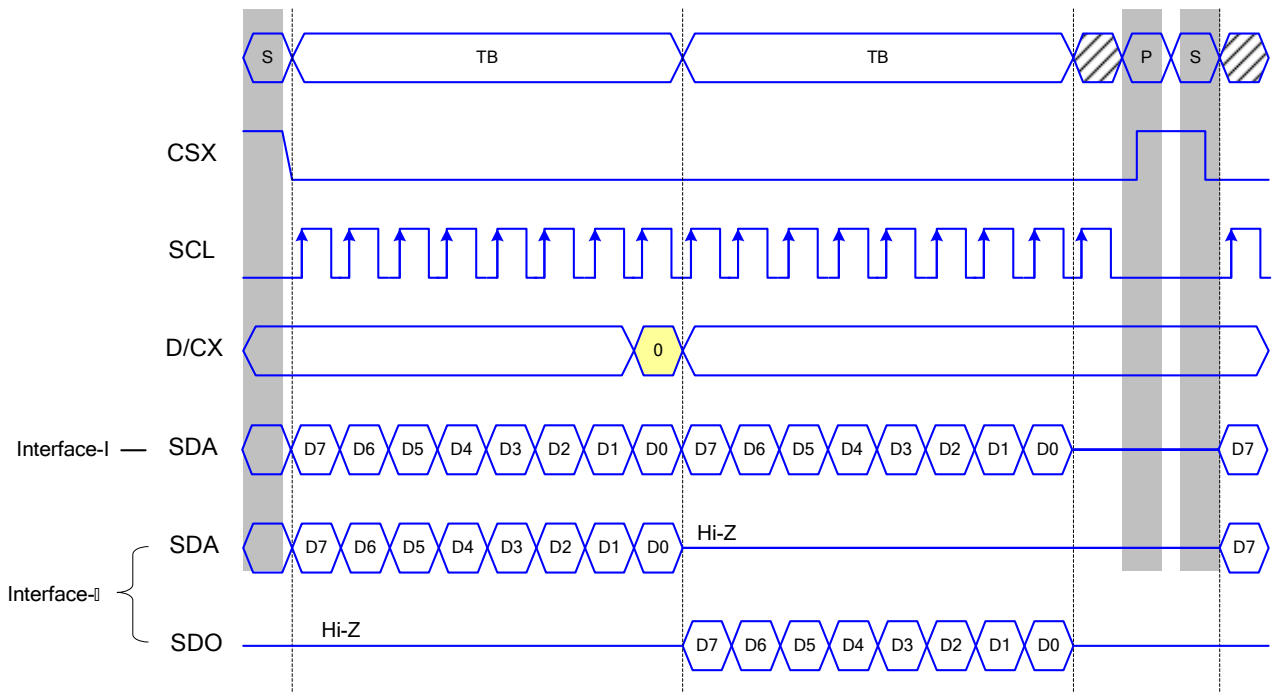 S TB TB P S
CSX
SCL
D/CX 0
Interface-I SDA D7 D6 D5 D4 D3 D2 D1 D0 D7 D6 D5 D4 D3 D2 D1 D0 D7
SDA D7 D6 D5 D4 D3 D2 D1 D0 Hi-Z D7
Interface-
SDO Hi-Z D7 D6 D5 D4 D3 D2 D1 D0